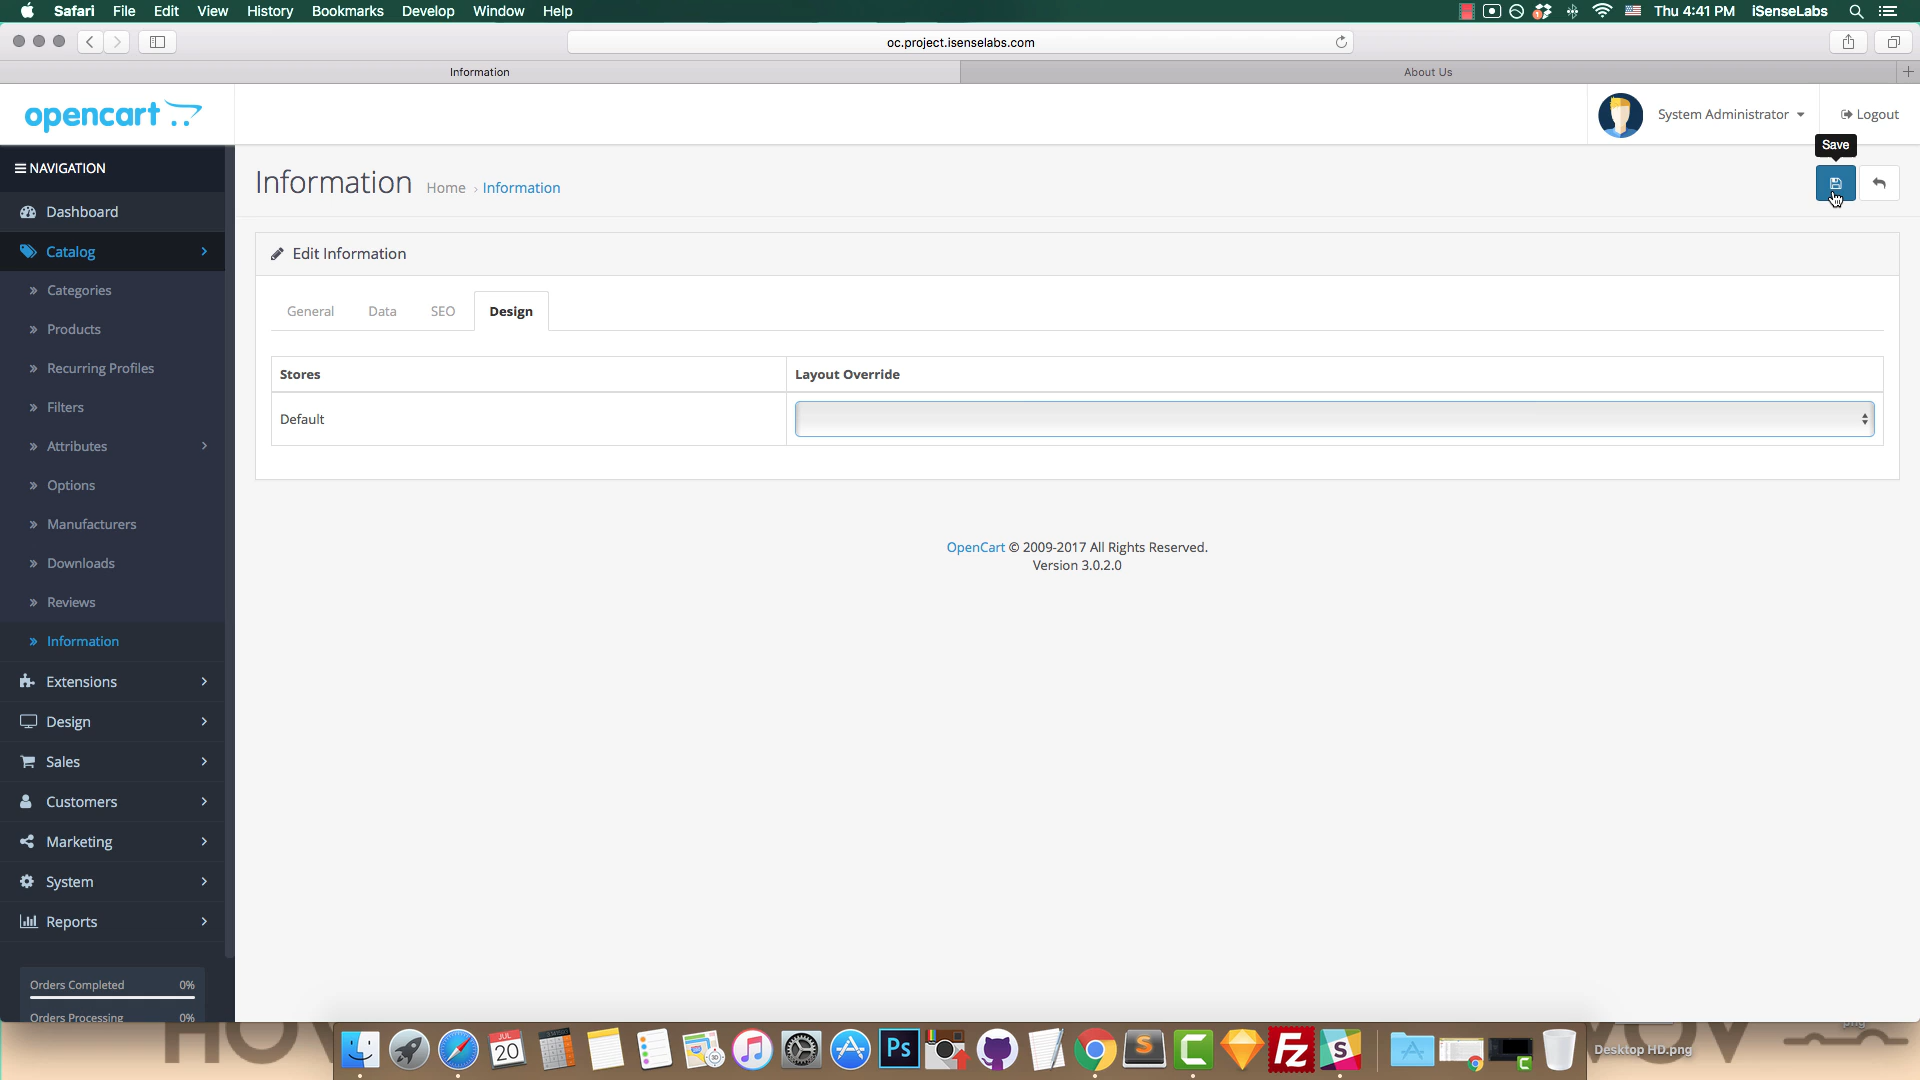 Safari File Edit View History Bookmarks Develop Window Help
1
Thu 4:41 PM iSenseLabs
oc.project.isenselabs.com
Information
About Us
opencart
System Administrator
Logout
Save
NAVIGATION
Information Home › Information
Dashboard
Catalog
Categories
Products
Recurring Profiles
Filters
Attributes
Options
Manufacturers
Downloads
Reviews
Information
Extensions
Design
Sales
Customers
Marketing
System
Reports
Orders Completed 0%
Orders Processing 0%
Edit Information
General Data SEO Design
Stores Layout Override
Default
OpenCart © 2009-2017 All Rights Reserved.
Version 3.0.2.0
JUL
20
Ps
S
C
Fz
S
png
Desktop HD.png